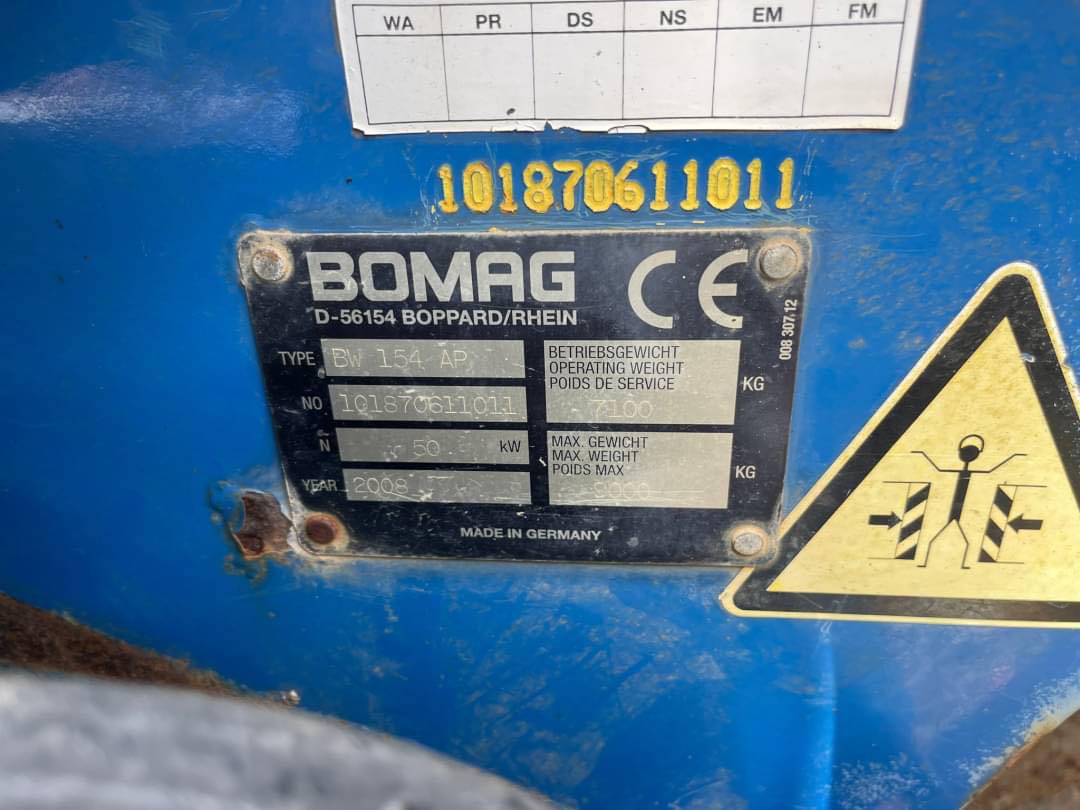 WA PR DS NS EM FM
101870611011
BOMAG CE
D-56154 BOPPARD/RHEIN
008 307.12
TYPE BW 154 AP
BETRIEBSGEWICHT
OPERATING WEIGHT
POIDS DE SERVICE
7100 KG
NO 101870611011
N 50 kW
MAX. GEWICHT
MAX. WEIGHT
POIDS MAX
9000 KG
YEAR 2008
MADE IN GERMANY